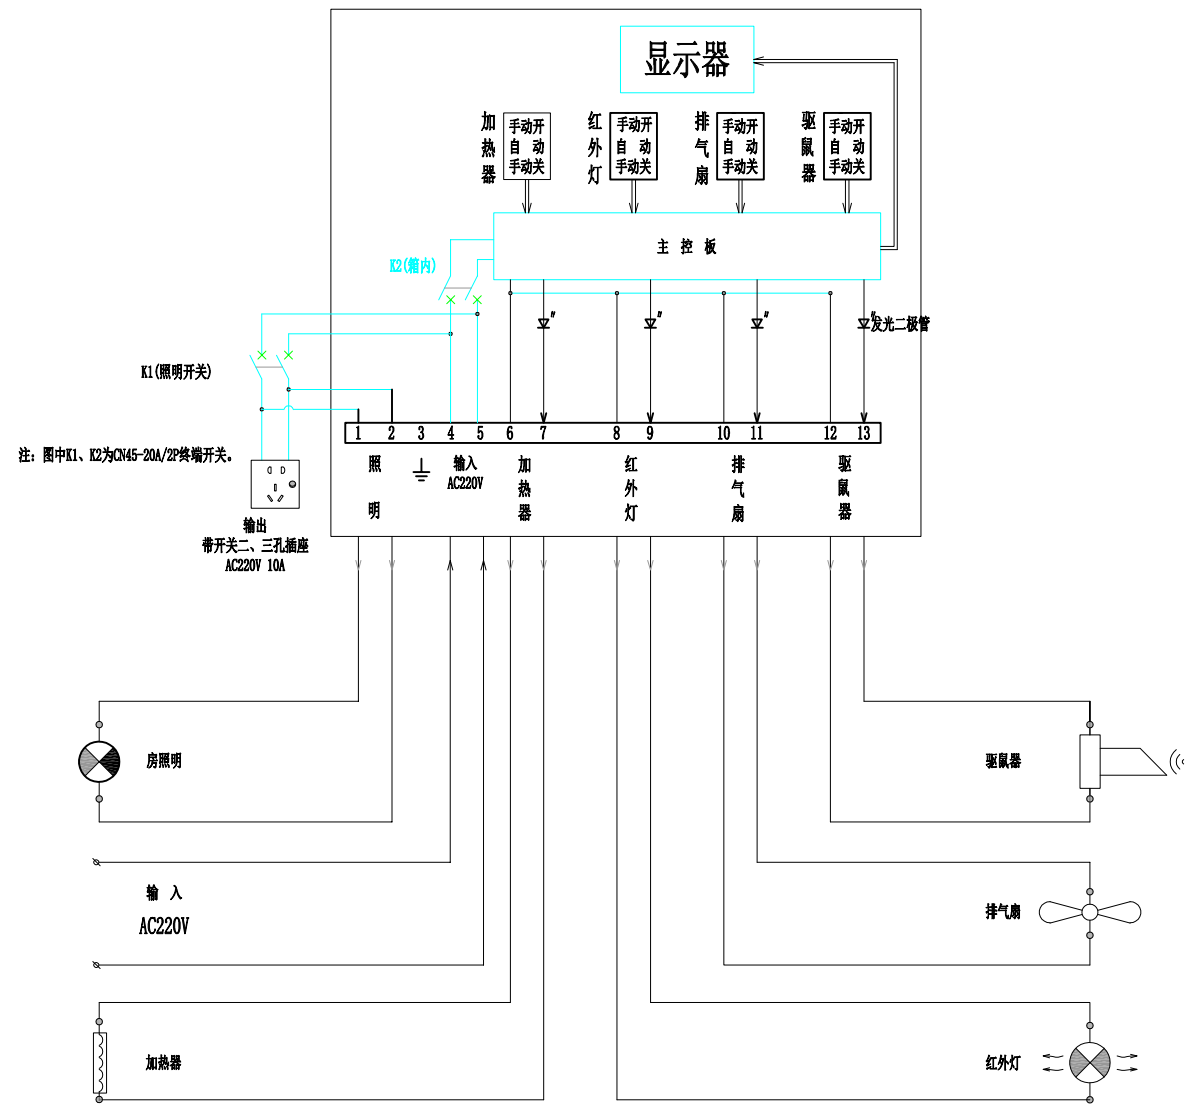 显示器
加热器
手动开
自 动
手动关
红外灯
手动开
自 动
手动关
排气扇
手动开
自 动
手动关
驱鼠器
手动开
自 动
手动关
主 控 板
K2(箱内)
发光二极管
K1(照明开关)
1 2 3 4 5 6 7 8 9 10 11 12 13
注: 图中K1、K2为CN45-20A/2P终端开关。
照明
输入
AC220V
加热器
红外灯
排气扇
驱鼠器
输出
带开关二、三孔插座
AC220V 10A
房照明
驱鼠器
输 入
AC220V
排气扇
加热器
红外灯